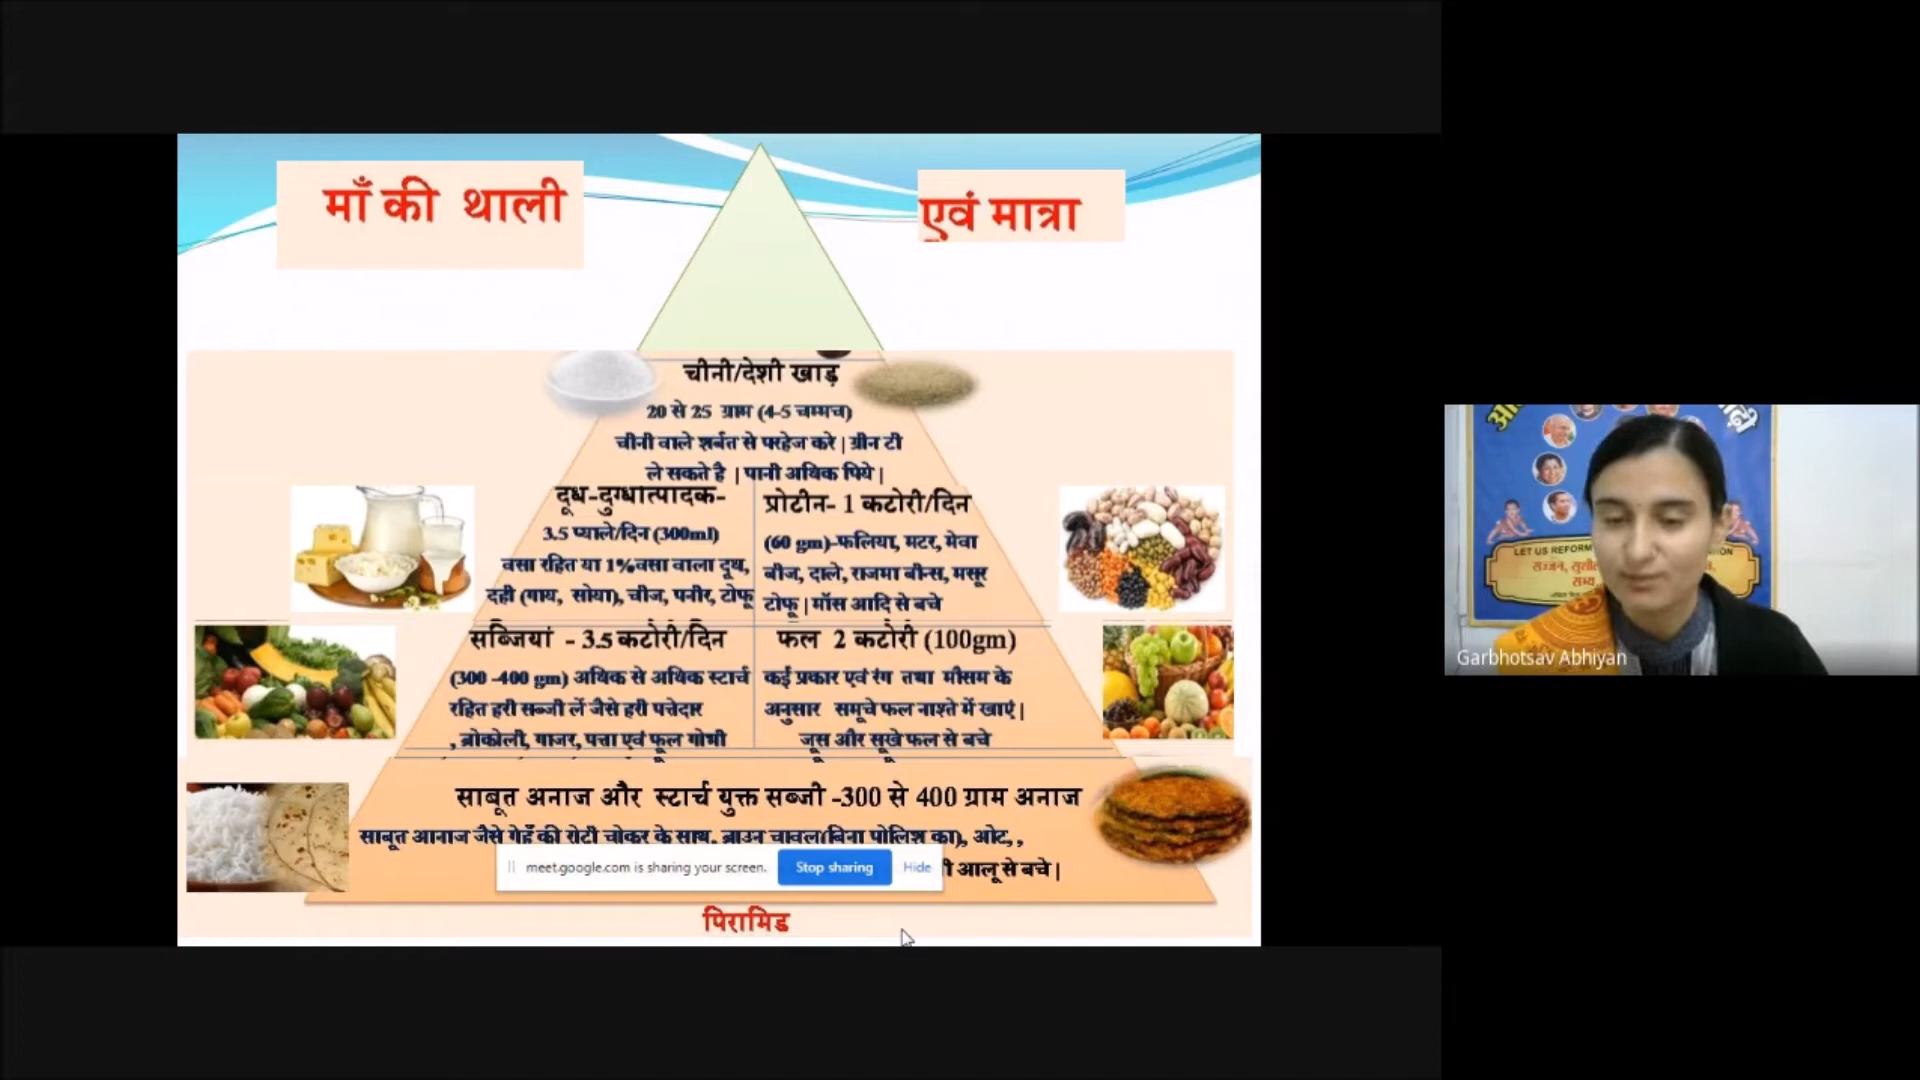 माँ की थाली
एवं मात्रा
चीनी/देशी खाड़
20 से 25 ग्राम (4-5 चम्मच)
चीनी वाले शर्बत से परहेज करे | ग्रीन टी
ले सकते है | पानी अधिक पिये |
दूध-दुग्धोत्पादक-
3.5 प्याले/दिन (300ml)
वसा रहित या 1%वसा वाला दूध,
दही (गाय, सोया), चीज, पनीर, टोफू
प्रोटीन- 1 कटोरी/दिन
(60 gm)-फलिया, मटर, मेवा
बीज, दाले, राजमा बीन्स, मसूर
टोफू | माँस आदि से बचे
सब्जियां - 3.5 कटोरी/दिन
(300 -400 gm) अधिक से अधिक स्टार्च
रहित हरी सब्जी लें जैसे हरी पत्तेदार
, ब्रोकोली, गाजर, पत्ता एवं फूल गोभी
फल 2 कटोरी (100gm)
कई प्रकार एवं रंग तथा मौसम के
अनुसार समूचे फल नाश्ते में खाएं |
जूस और सूखे फल से बचे
साबूत अनाज और स्टार्च युक्त सब्जी -300 से 400 ग्राम अनाज
साबूत आनाज जैसे गेहूँ की रोटी चोकर के साथ, ब्राउन चावल(बिना पोलिश का), ओट, ,
आलू से बचे |
meet.google.com is sharing your screen.
Stop sharing
Hide
पिरामिड
LET US REFORM
Garbhotsav Abhiyan